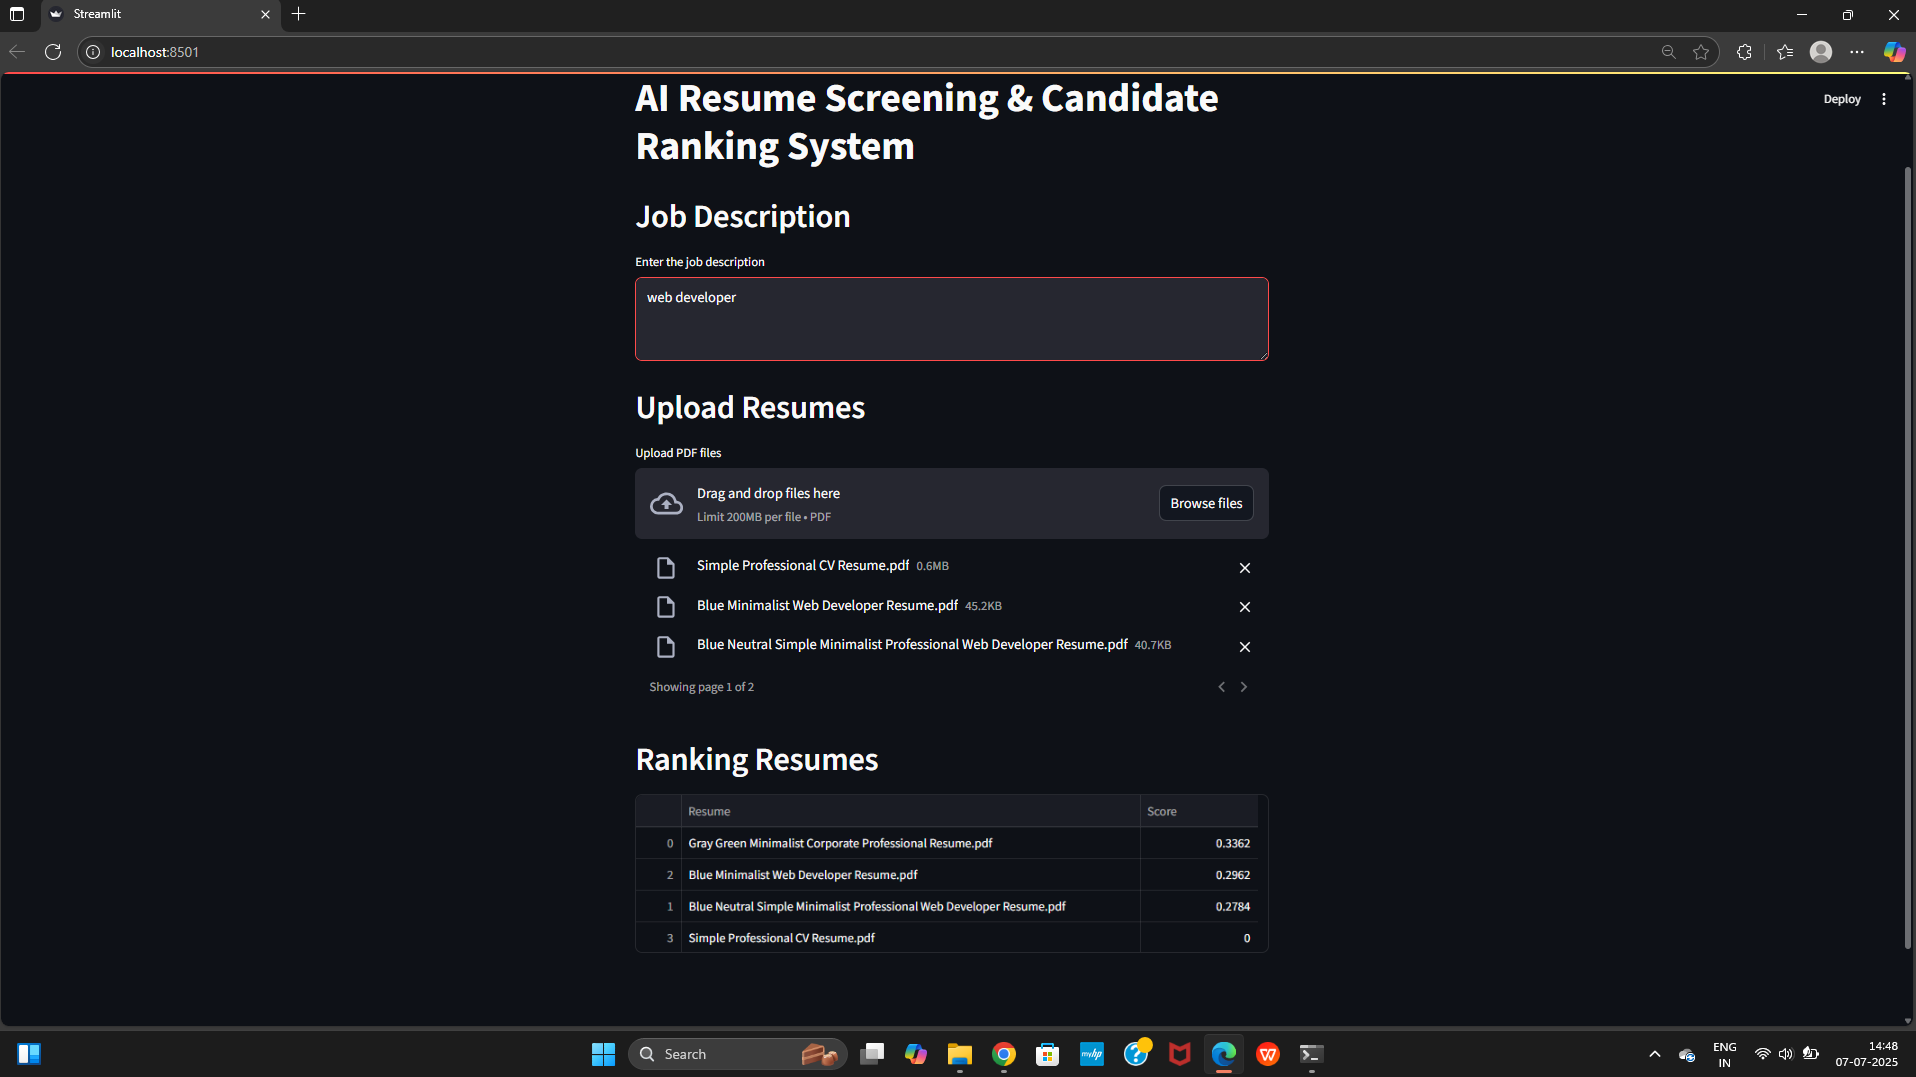 Streamlit
localhost:8501
Deploy
AI Resume Screening & Candidate
Ranking System
Job Description
Enter the job description
web developer
Upload Resumes
Upload PDF files
Drag and drop files here
Limit 200MB per file • PDF
Browse files
Simple Professional CV Resume.pdf 0.6MB
Blue Minimalist Web Developer Resume.pdf 45.2KB
Blue Neutral Simple Minimalist Professional Web Developer Resume.pdf 40.7KB
Showing page 1 of 2
Ranking Resumes
Resume Score
0 Gray Green Minimalist Corporate Professional Resume.pdf 0.3362
2 Blue Minimalist Web Developer Resume.pdf 0.2962
1 Blue Neutral Simple Minimalist Professional Web Developer Resume.pdf 0.2784
3 Simple Professional CV Resume.pdf 0
Search
myhp
ENG
IN
14:48
07-07-2025